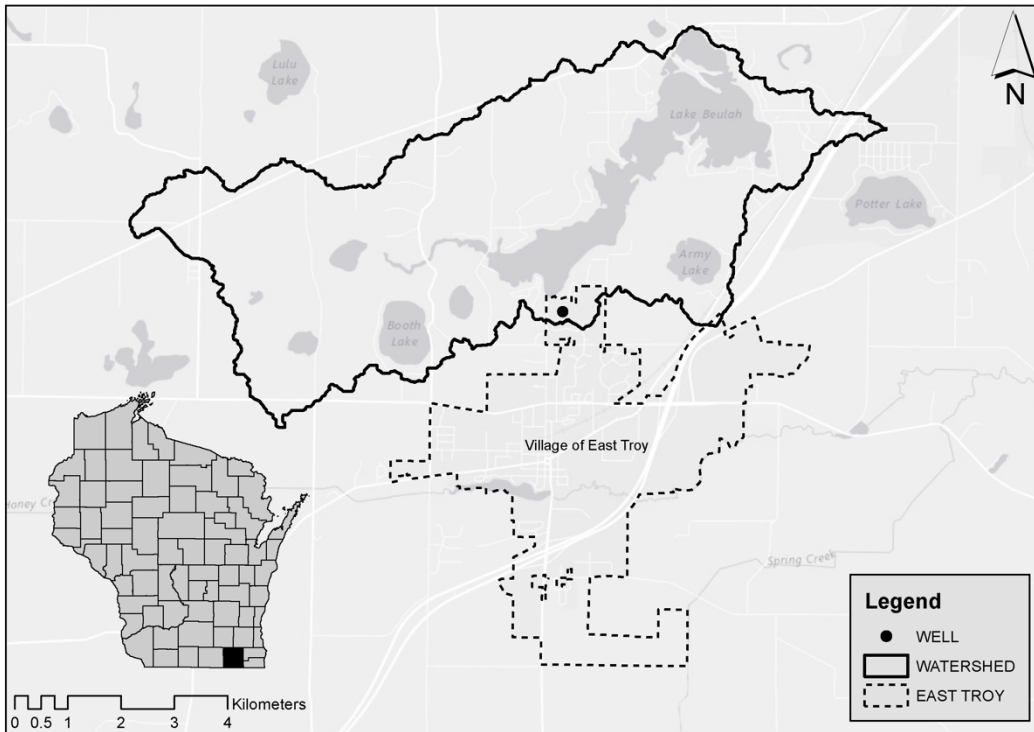 Lulu
Lake
N
Lake Beulah
Potter Lake
Army
Lake
Booth
Lake
Village of East Troy
Honey Cr
Spring Creek
Legend
WELL
WATERSHED
EAST TROY
Kilometers
0 0.5 1 2 3 4